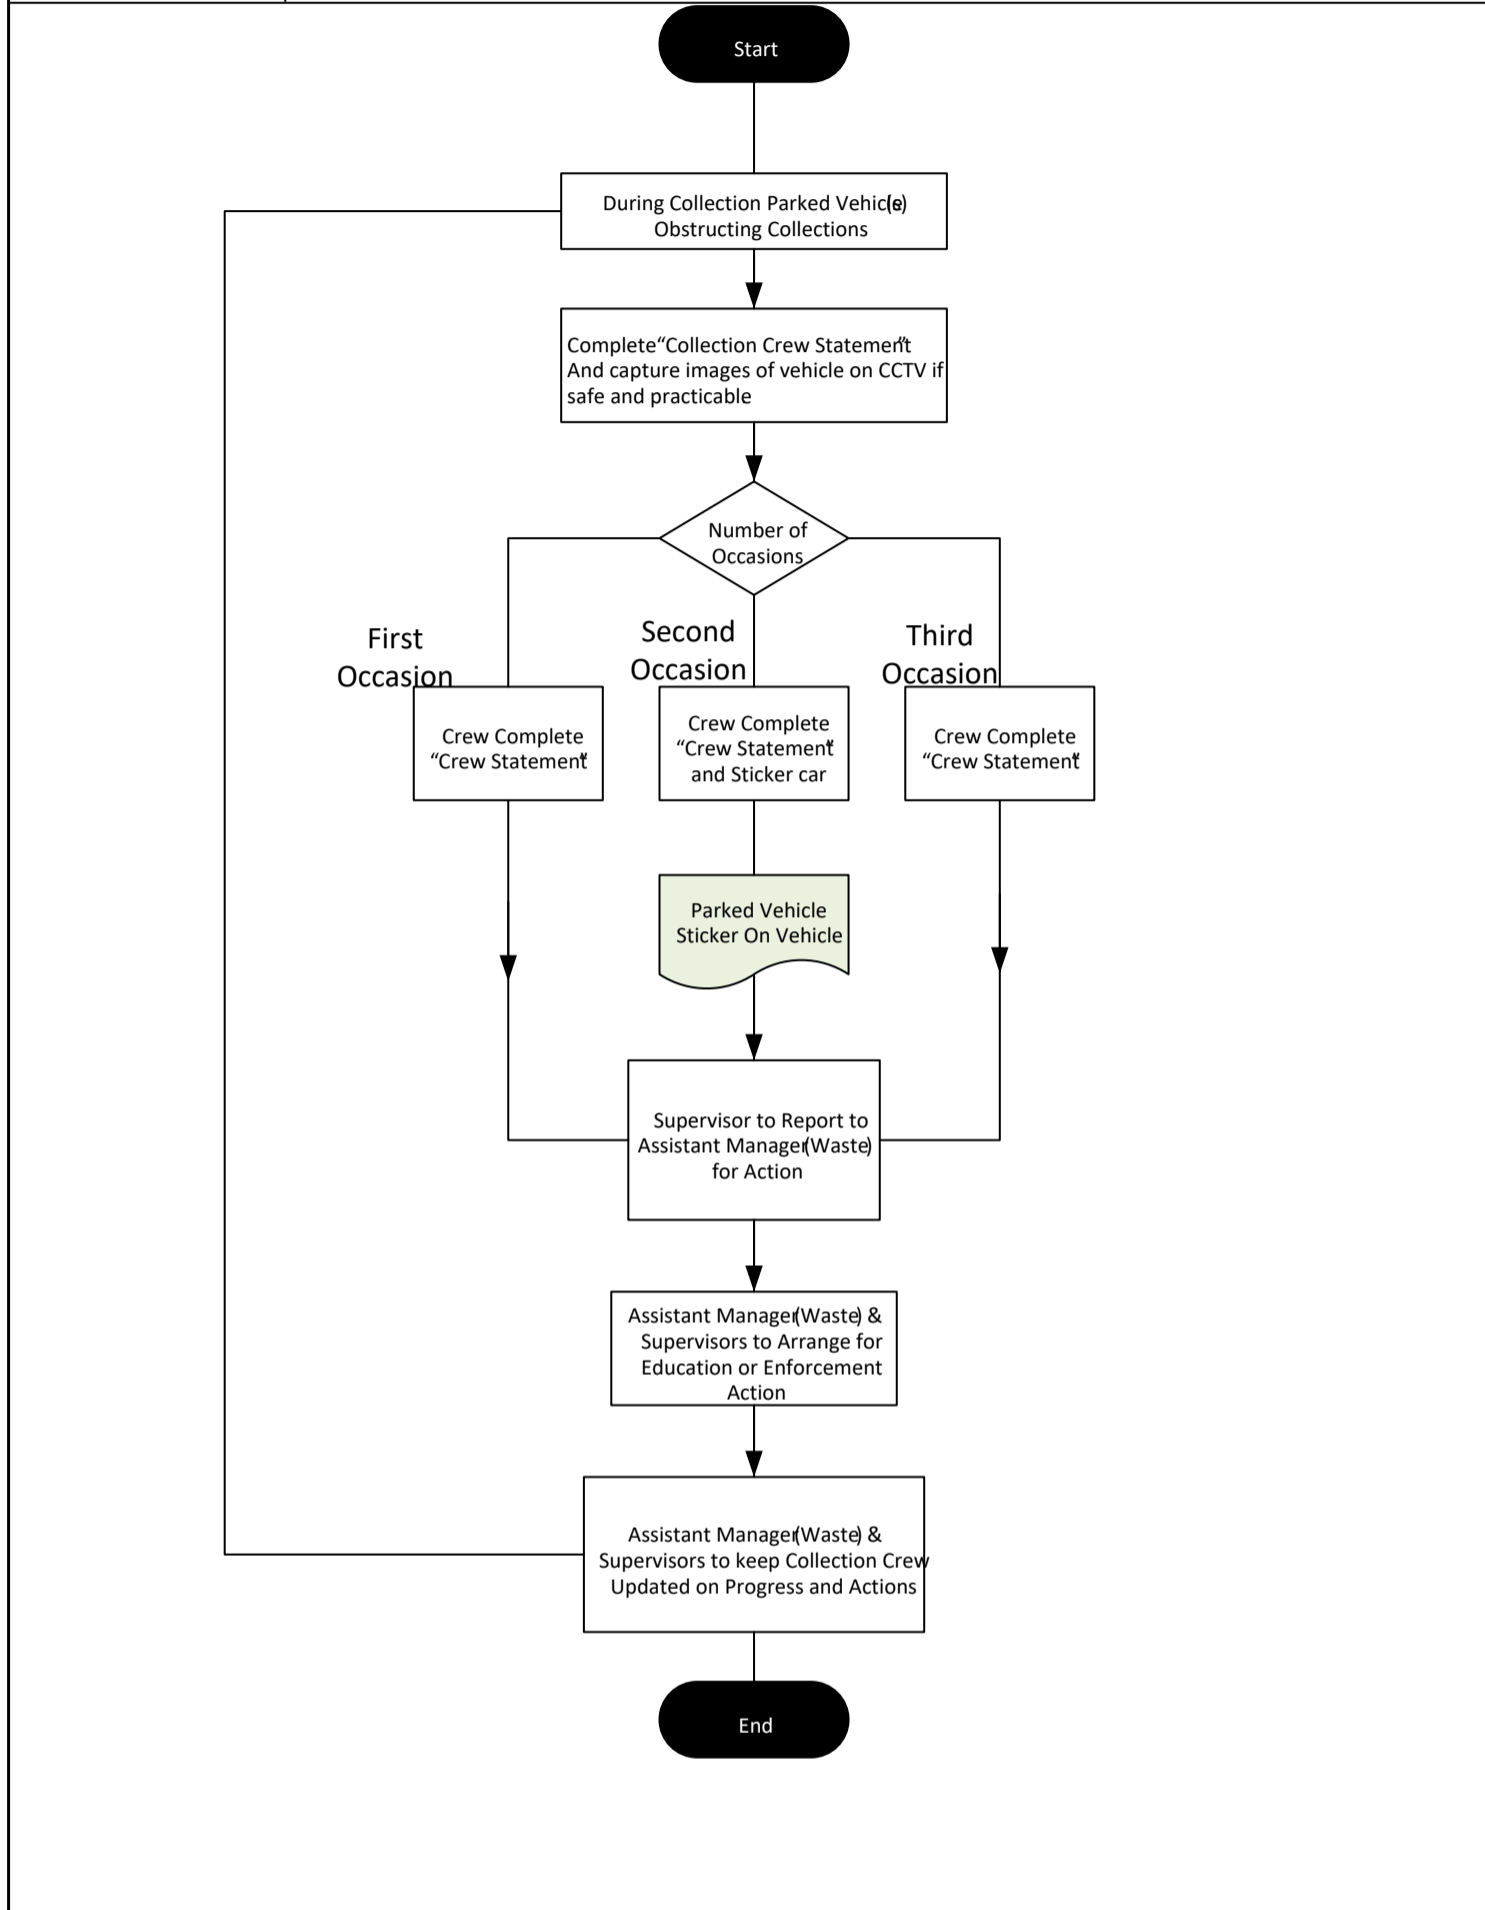 Start
During Collection Parked Vehicle(s)
Obstructing Collections
Complete “Collection Crew Statement”
And capture images of vehicle on CCTV if
safe and practicable
Number of
Occasions
First
Occasion
Second
Occasion
Third
Occasion
Crew Complete
“Crew Statement”
Crew Complete
“Crew Statement”
and Sticker car
Crew Complete
“Crew Statement”
Parked Vehicle
Sticker On Vehicle
Supervisor to Report to
Assistant Manager (Waste)
for Action
Assistant Manager (Waste) &
Supervisors to Arrange for
Education or Enforcement
Action
Assistant Manager (Waste) &
Supervisors to keep Collection Crew
Updated on Progress and Actions
End